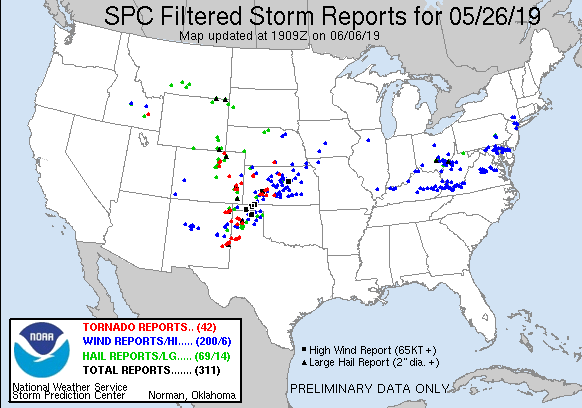 SPC Filtered Storm Reports for 05/26/19
Map updated at 1909Z on 06/06/19
TORNADO REPORTS.. (42)
WIND REPORTS/HI..... (200/6)
HAIL REPORTS/LG..... (69/14)
TOTAL REPORTS....... (311)
NOAA
National Weather Service
Storm Prediction Center Norman, Oklahoma
High Wind Report (65KT +)
Large Hail Report (2" dia. +)
PRELIMINARY DATA ONLY